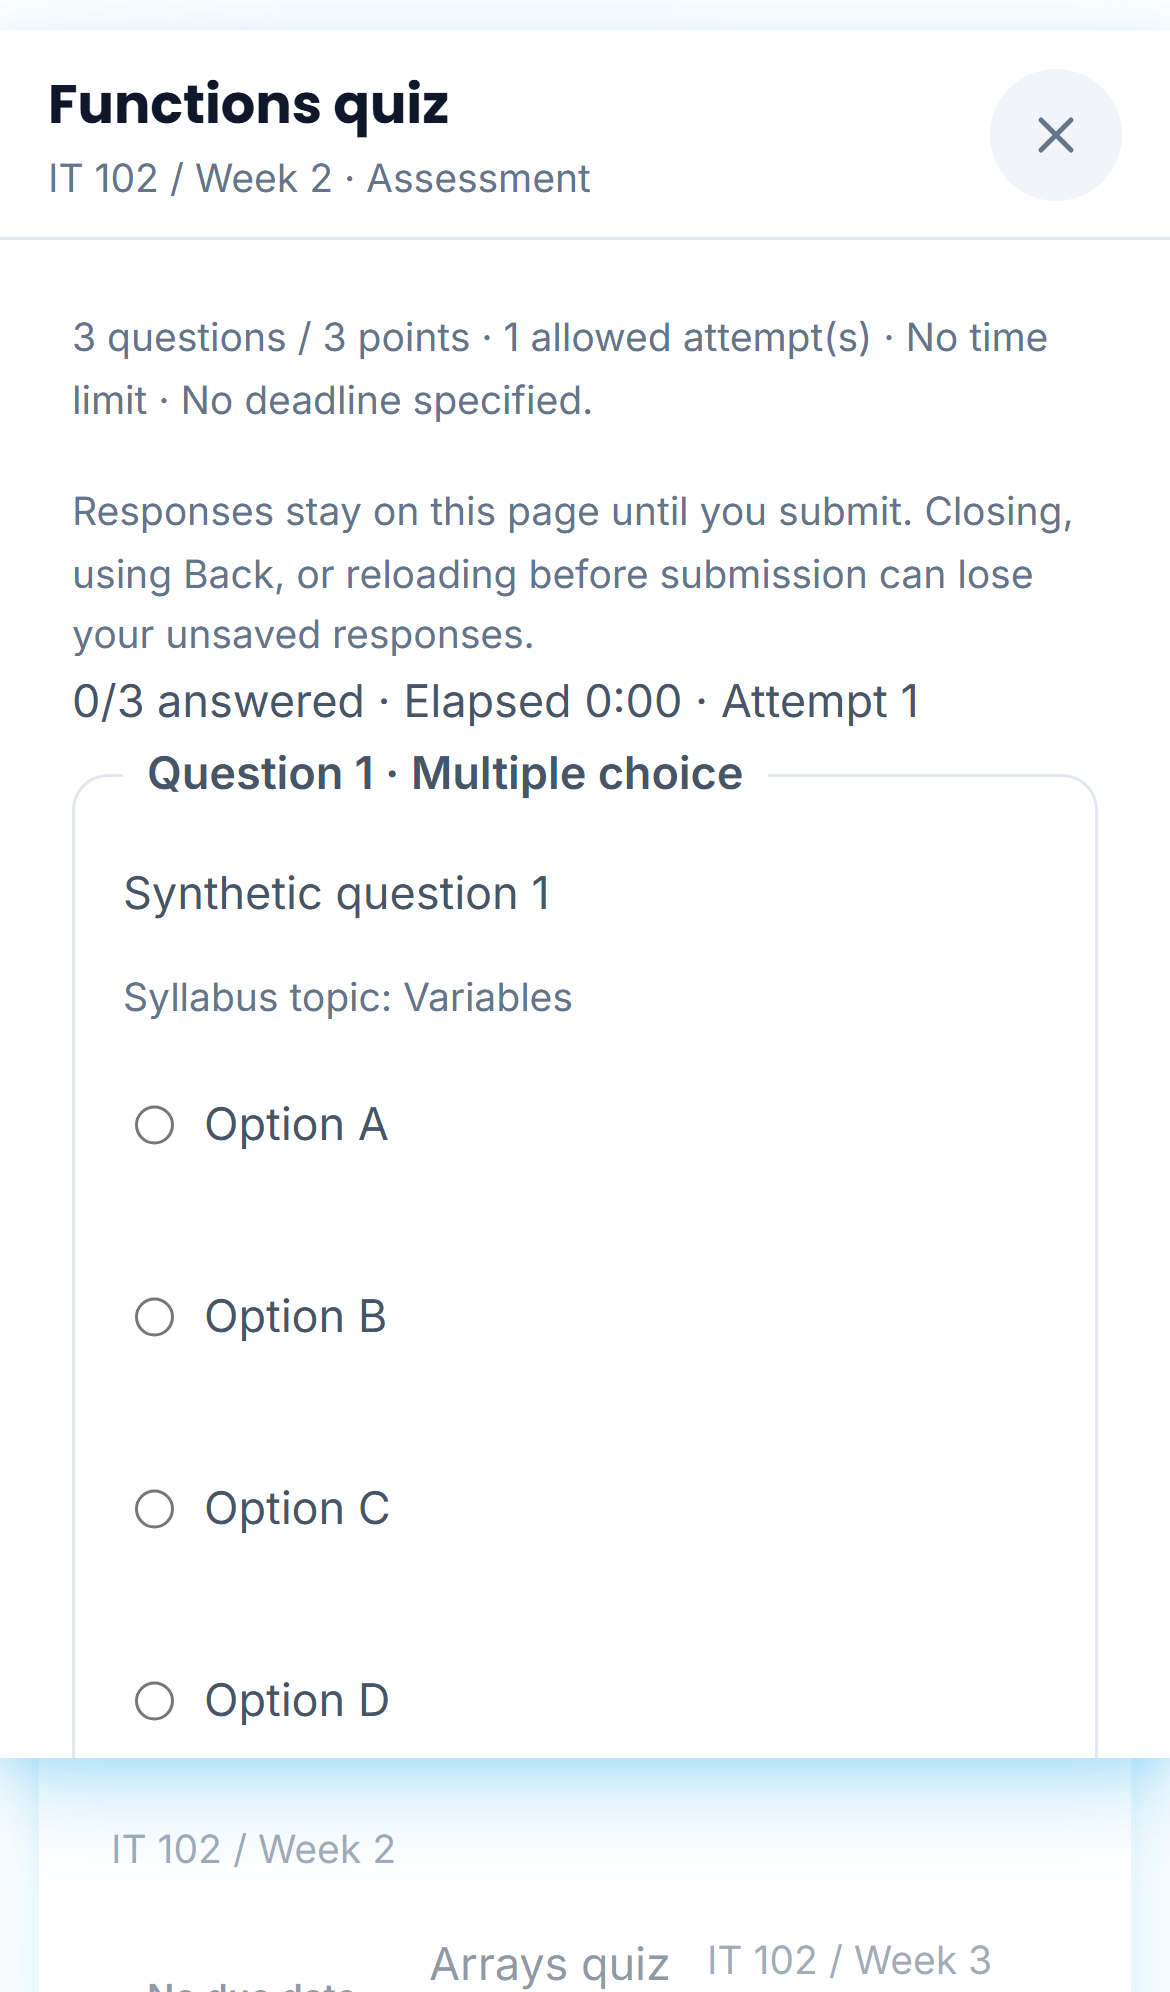 Functions quiz
IT 102 / Week 2 · Assessment
3 questions / 3 points · 1 allowed attempt(s) · No time
limit · No deadline specified.
Responses stay on this page until you submit. Closing,
using Back, or reloading before submission can lose
your unsaved responses.
0/3 answered · Elapsed 0:00 · Attempt 1
Question 1 · Multiple choice
Synthetic question 1
Syllabus topic: Variables
Option A
Option B
Option C
Option D
IT 102 / Week 2
Arrays quiz IT 102 / Week 3
No due date